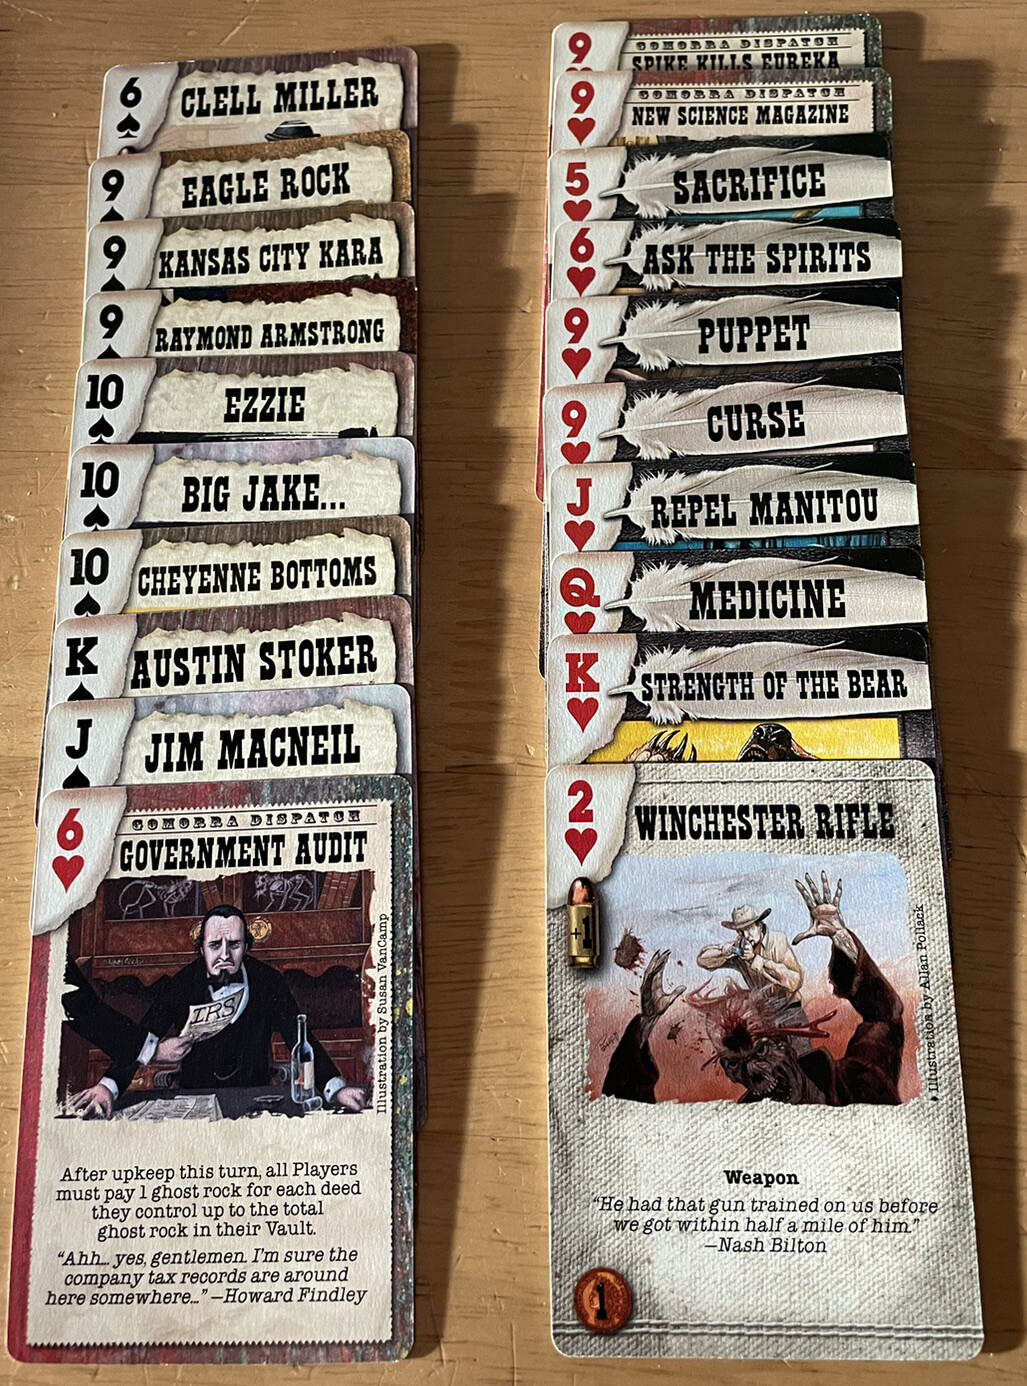 6
CLELL MILLER
9
EAGLE ROCK
9
KANSAS CITY KARA
9
RAYMOND ARMSTRONG
10
EZZIE
10
BIG JAKE...
10
CHEYENNE BOTTOMS
K
AUSTIN STOKER
J
JIM MACNEIL
6
GOMORRA DISPATCH
GOVERNMENT AUDIT
IRS
Illustration by Susan VanCamp
After upkeep this turn, all Players
must pay 1 ghost rock for each deed
they control up to the total
ghost rock in their Vault.
"Ahh... yes, gentlemen. I'm sure the
company tax records are around
here somewhere..." —Howard Findley
9
GOMORRA DISPATCH
SPIKE KILLS EUREKA
9
GOMORRA DISPATCH
NEW SCIENCE MAGAZINE
5
SACRIFICE
6
ASK THE SPIRITS
9
PUPPET
9
CURSE
J
REPEL MANITOU
Q
MEDICINE
K
STRENGTH OF THE BEAR
2
WINCHESTER RIFLE
+1
Illustration by Allan Pollack
Weapon
"He had that gun trained on us before
we got within half a mile of him."
—Nash Bilton
1